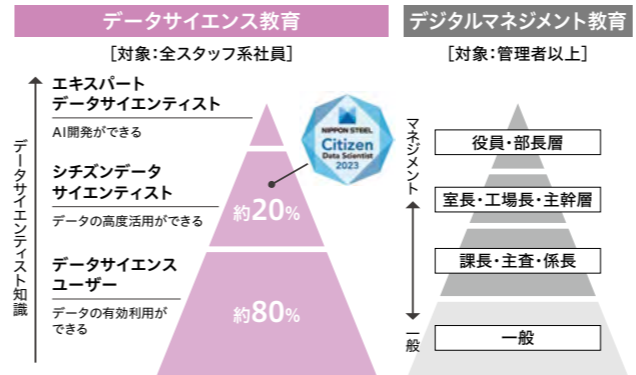 データサイエンス教育
［対象：全スタッフ系社員］
データサイエンティスト知識
エキスパート
データサイエンティスト
AI開発ができる
シチズンデータ
サイエンティスト
データの高度活用ができる
データサイエンス
ユーザー
データの有効利用が
できる
NIPPON STEEL
Citizen
Data Scientist
2023
約20%
約80%
デジタルマネジメント教育
［対象：管理者以上］
マネジメント
一般
役員・部長層
室長・工場長・主幹層
課長・主査・係長
一般